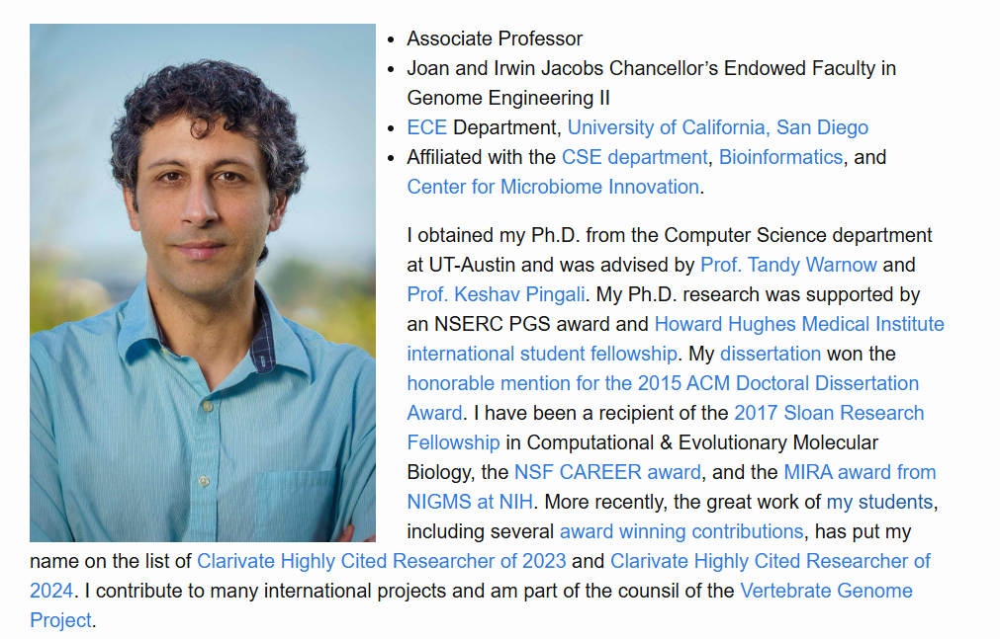 Associate Professor
Joan and Irwin Jacobs Chancellor’s Endowed Faculty in
Genome Engineering II
ECE Department, University of California, San Diego
Affiliated with the CSE department, Bioinformatics, and
Center for Microbiome Innovation.
I obtained my Ph.D. from the Computer Science department
at UT-Austin and was advised by Prof. Tandy Warnow and
Prof. Keshav Pingali. My Ph.D. research was supported by
an NSERC PGS award and Howard Hughes Medical Institute
international student fellowship. My dissertation won the
honorable mention for the 2015 ACM Doctoral Dissertation
Award. I have been a recipient of the 2017 Sloan Research
Fellowship in Computational & Evolutionary Molecular
Biology, the NSF CAREER award, and the MIRA award from
NIGMS at NIH. More recently, the great work of my students,
including several award winning contributions, has put my
name on the list of Clarivate Highly Cited Researcher of 2023 and Clarivate Highly Cited Researcher of
2024. I contribute to many international projects and am part of the counsil of the Vertebrate Genome
Project.